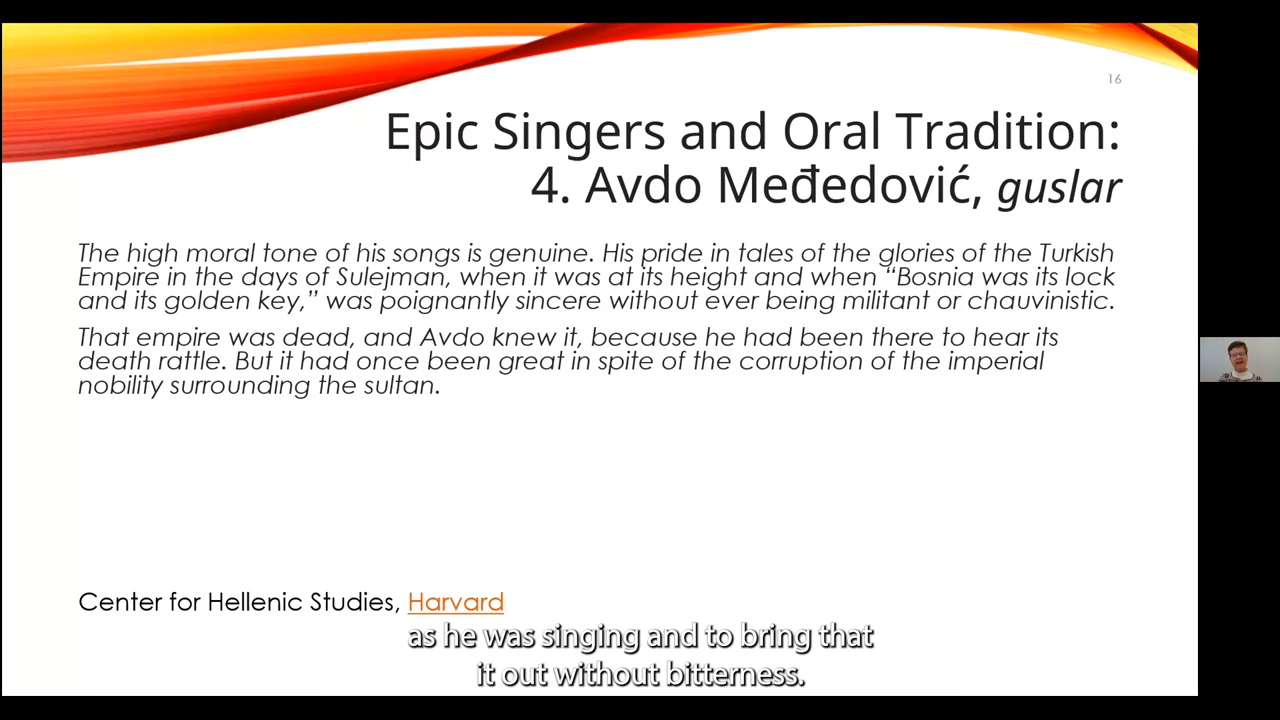 16
Epic Singers and Oral Tradition:
4. Avdo Međedović, guslar
The high moral tone of his songs is genuine. His pride in tales of the glories of the Turkish
Empire in the days of Sulejman, when it was at its height and when “Bosnia was its lock
and its golden key,” was poignantly sincere without ever being militant or chauvinistic.
That empire was dead, and Avdo knew it, because he had been there to hear its
death rattle. But it had once been great in spite of the corruption of the imperial
nobility surrounding the sultan.
Center for Hellenic Studies, Harvard
as he was singing and to bring that
it out without bitterness.